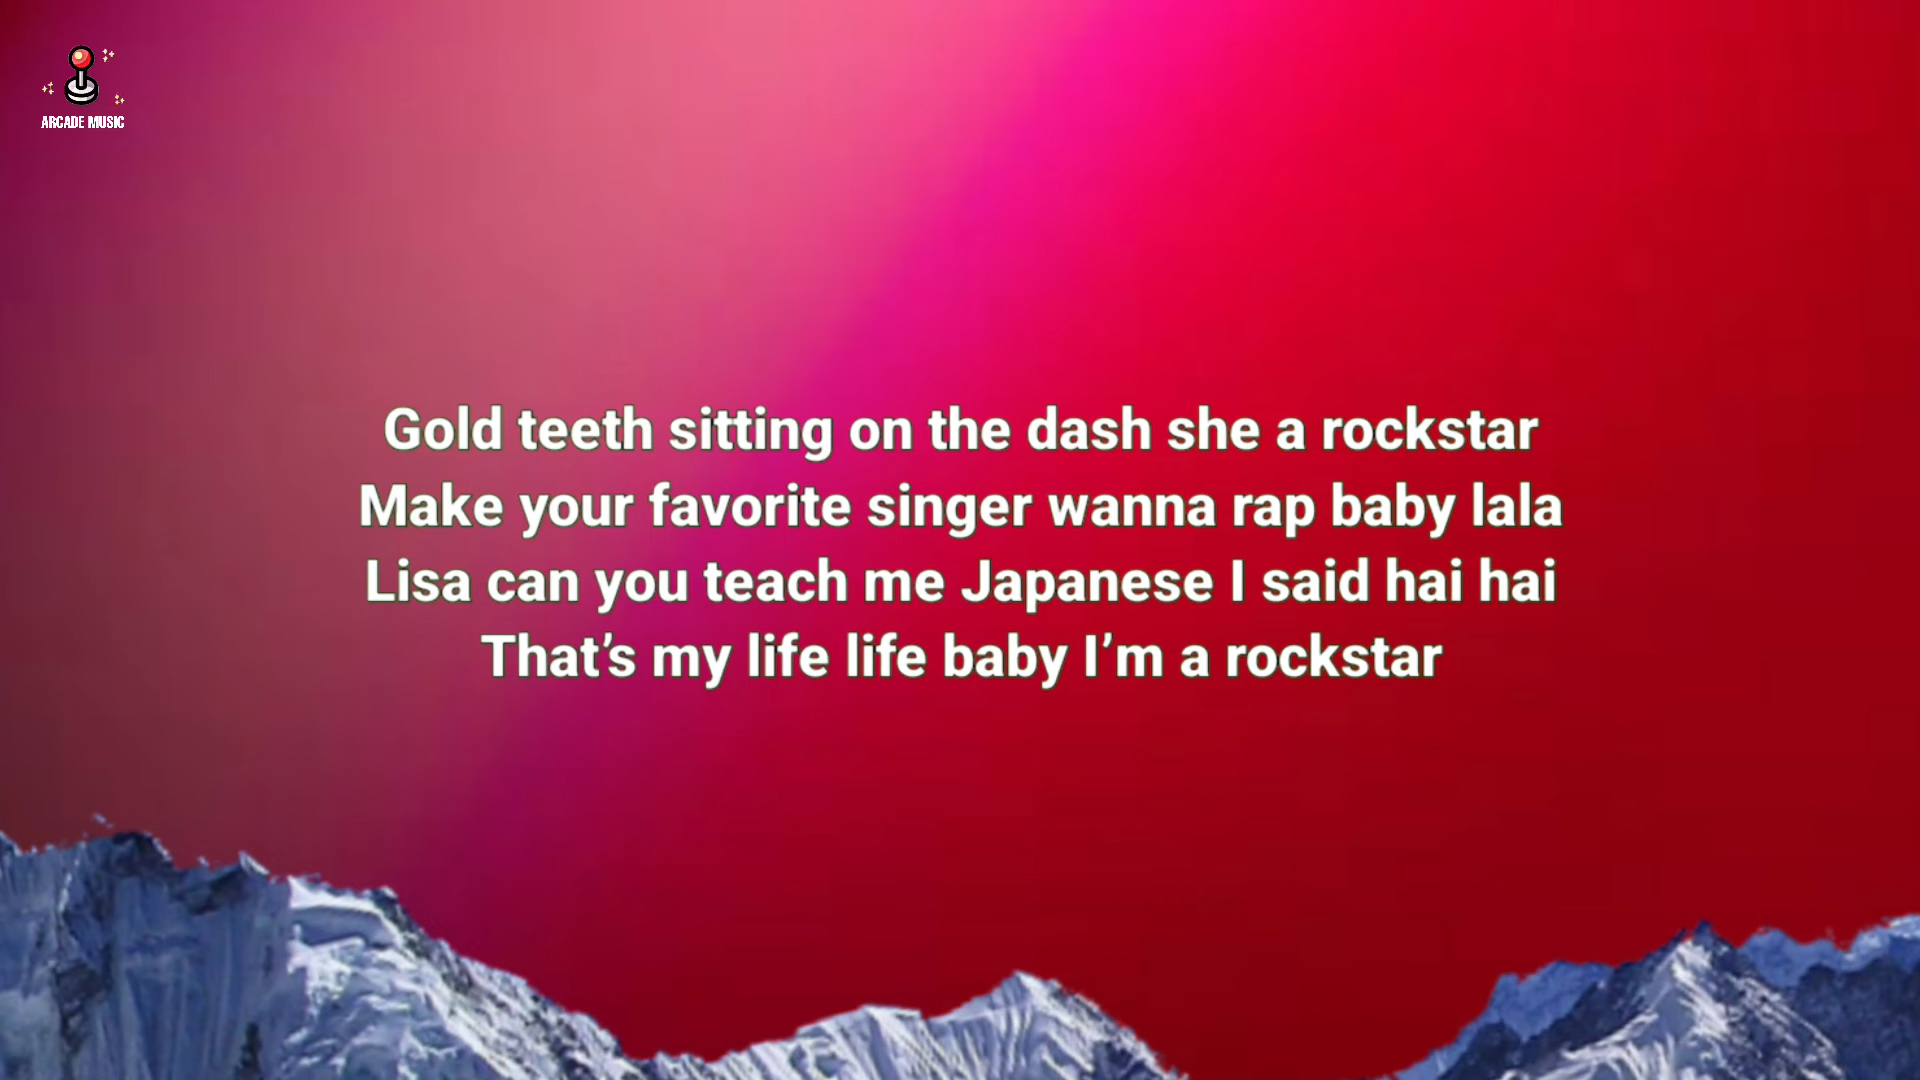 ARCADE MUSIC
Gold teeth sitting on the dash she a rockstar
Make your favorite singer wanna rap baby lala
Lisa can you teach me Japanese I said hai hai
That’s my life life baby I’m a rockstar